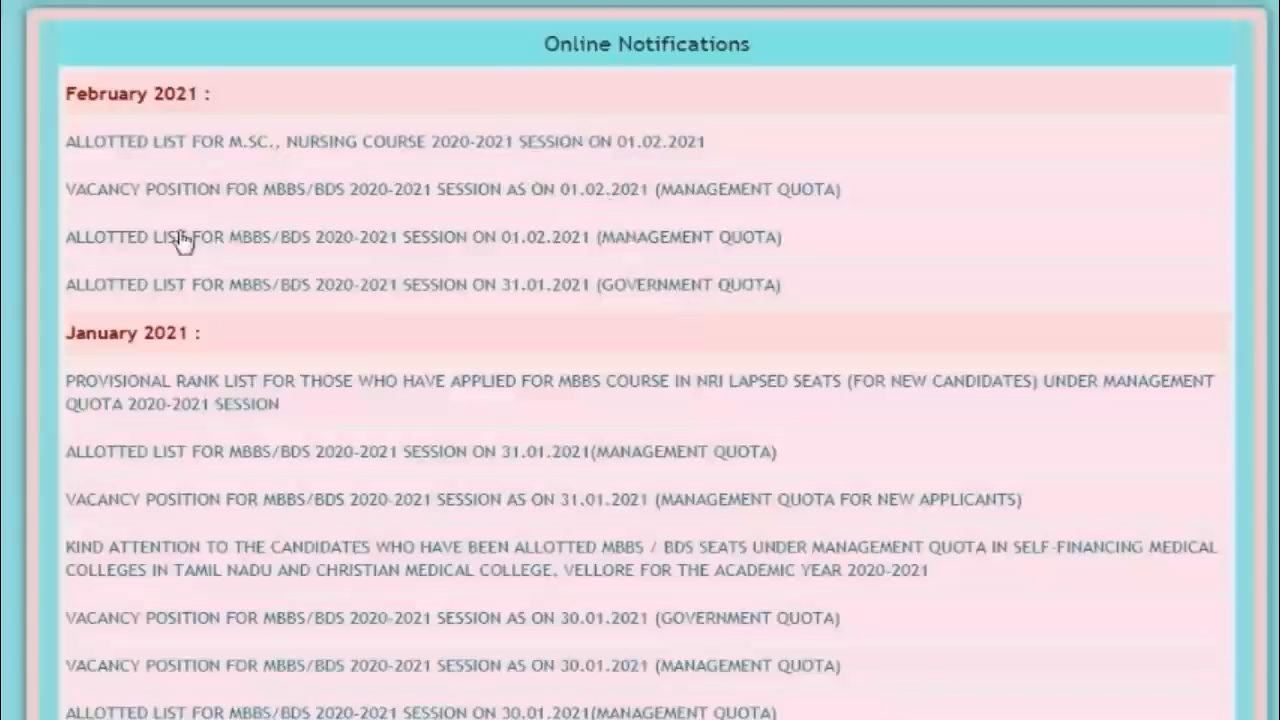 Online Notifications
February 2021 :
ALLOTTED LIST FOR M.SC., NURSING COURSE 2020-2021 SESSION ON 01.02.2021
VACANCY POSITION FOR MBBS/BDS 2020-2021 SESSION AS ON 01.02.2021 (MANAGEMENT QUOTA)
ALLOTTED LIST FOR MBBS/BDS 2020-2021 SESSION ON 01.02.2021 (MANAGEMENT QUOTA)
ALLOTTED LIST FOR MBBS/BDS 2020-2021 SESSION ON 31.01.2021 (GOVERNMENT QUOTA)
January 2021 :
PROVISIONAL RANK LIST FOR THOSE WHO HAVE APPLIED FOR MBBS COURSE IN NRI LAPSED SEATS (FOR NEW CANDIDATES) UNDER MANAGEMENT
QUOTA 2020-2021 SESSION
ALLOTTED LIST FOR MBBS/BDS 2020-2021 SESSION ON 31.01.2021(MANAGEMENT QUOTA)
VACANCY POSITION FOR MBBS/BDS 2020-2021 SESSION AS ON 31.01.2021 (MANAGEMENT QUOTA FOR NEW APPLICANTS)
KIND ATTENTION TO THE CANDIDATES WHO HAVE BEEN ALLOTTED MBBS / BDS SEATS UNDER MANAGEMENT QUOTA IN SELF-FINANCING MEDICAL
COLLEGES IN TAMIL NADU AND CHRISTIAN MEDICAL COLLEGE, VELLORE FOR THE ACADEMIC YEAR 2020-2021
VACANCY POSITION FOR MBBS/BDS 2020-2021 SESSION AS ON 30.01.2021 (GOVERNMENT QUOTA)
VACANCY POSITION FOR MBBS/BDS 2020-2021 SESSION AS ON 30.01.2021 (MANAGEMENT QUOTA)
ALLOTTED LIST FOR MBBS/BDS 2020-2021 SESSION ON 30.01.2021(MANAGEMENT QUOTA)